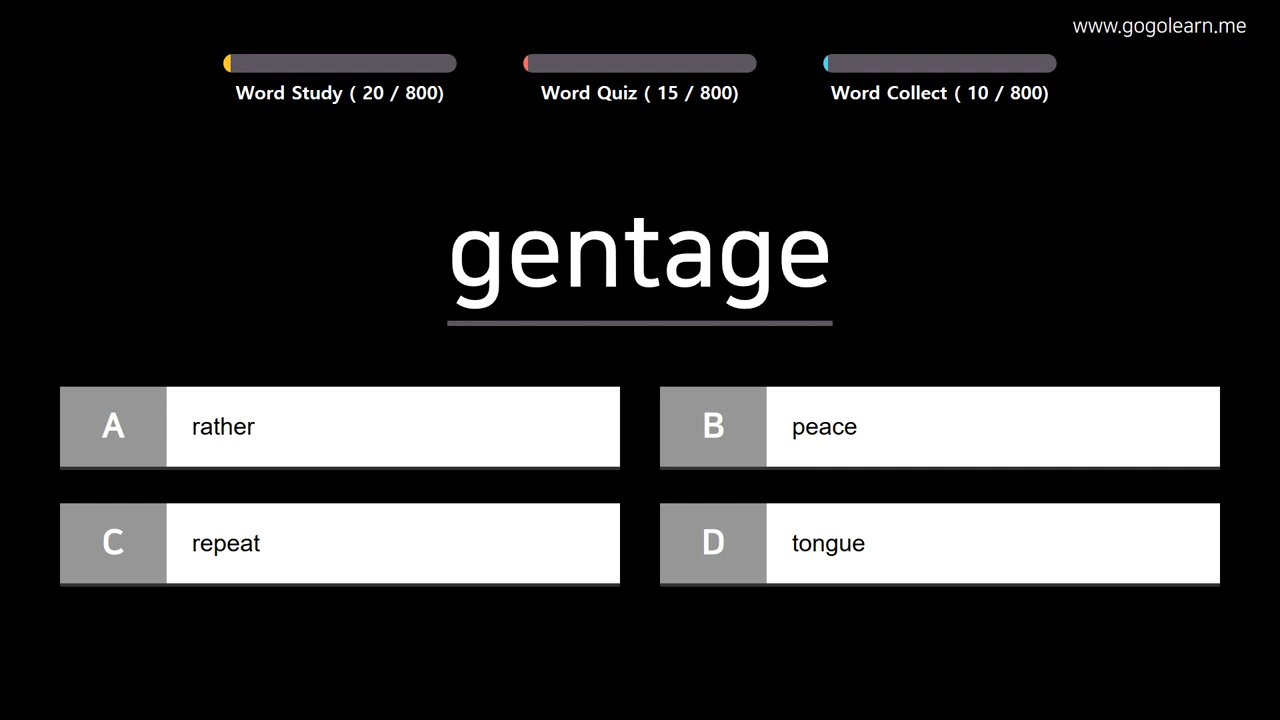 www.gogolearn.me
Word Study ( 20 / 800)
Word Quiz ( 15 / 800)
Word Collect ( 10 / 800)
gentage
A
rather
B
peace
C
repeat
D
tongue